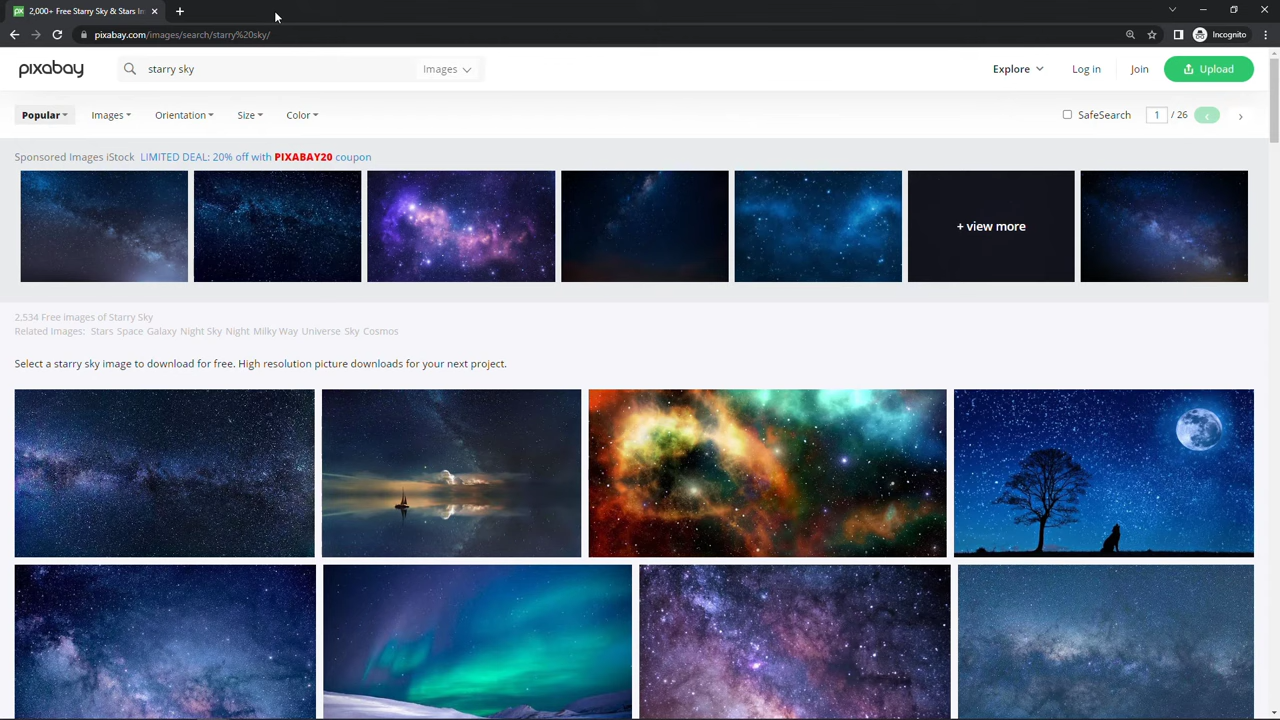 2,000+ Free Starry Sky & Stars In
pixabay.com/images/search/starry%20sky/
Incognito
pixabay
starry sky
Images
Explore
Log in
Join
Upload
Popular
Images
Orientation
Size
Color
SafeSearch
1 / 26
Sponsored Images iStock LIMITED DEAL: 20% off with PIXABAY20 coupon
+ view more
2.534 Free images of Starry Sky
Related Images: Stars Space Galaxy Night Sky Night Milky Way Universe Sky Cosmos
Select a starry sky image to download for free. High resolution picture downloads for your next project.